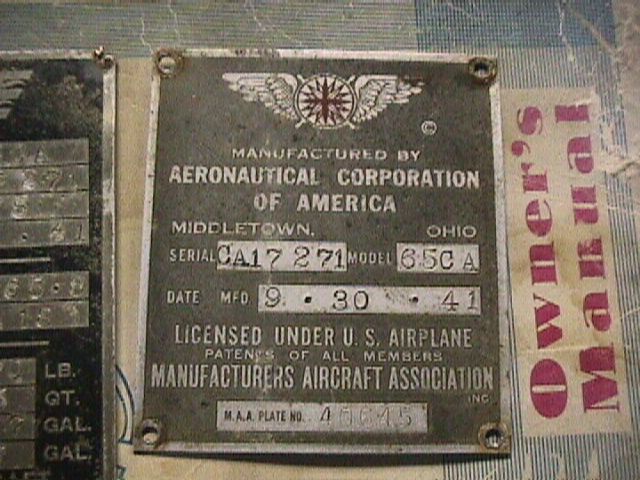 MANUFACTURED BY
AERONAUTICAL CORPORATION
OF AMERICA
MIDDLETOWN, OHIO
SERIAL CA17271 MODEL 65CA
DATE MFD. 9 · 30 · 41
LICENSED UNDER U. S. AIRPLANE
PATENTS OF ALL MEMBERS
MANUFACTURERS AIRCRAFT ASSOCIATION
INC.
M.A.A. PLATE NO.
Owner's
Manual
LB.
QT.
GAL.
GAL.